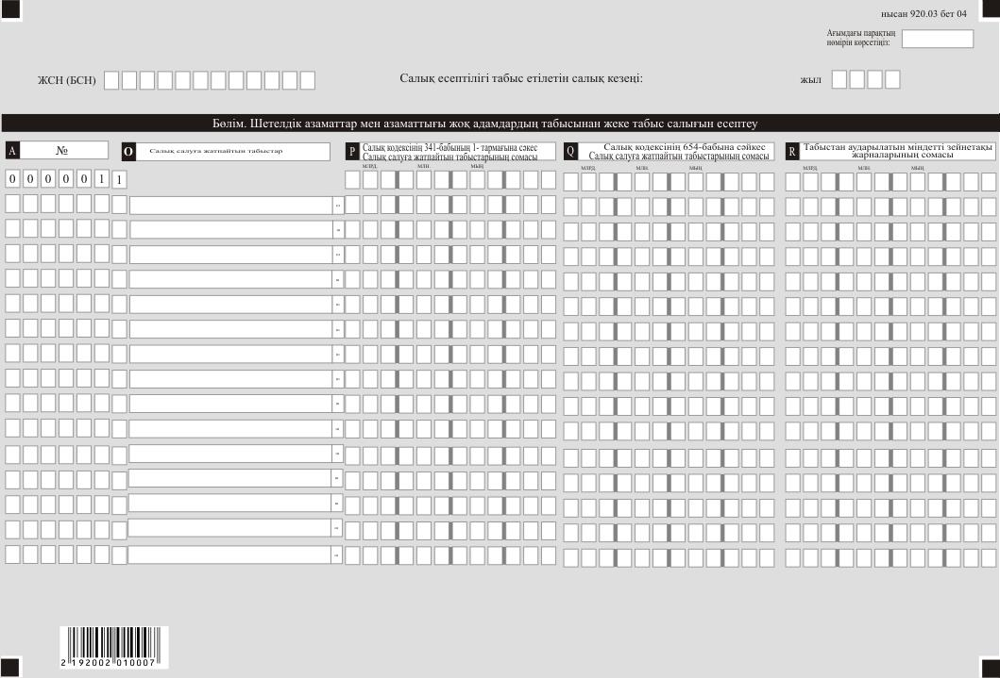 нысан 920.03 бет 04
Ағымдағы парақтың
нөмірін көрсетіңіз:
ЖСН (БСН)
Салық есептілігі табыс етілетін салық кезеңі:
жыл
Бөлім. Шетелдік азаматтар мен азаматтығы жоқ адамдардың табысынан жеке табыс салығын есептеу
A
№
O
Салық салуға жатпайтын табыстар
P
Салық кодексінің 341-бабының 1- тармағына сәкес
Салық салуға жатпайтын табыстарының сомасы
Q
Салық кодексінің 654-бабына сәйкес
Салық салуға жатпайтын табыстарының сомасы
R
Табыстан аударылатын міндетті зейнетақы
жарналарының сомасы
МЛРД.
МЛН.
МЫҢ
МЛРД.
МЛН.
МЫҢ
МЛРД.
МЛН.
МЫҢ
0 0 0 0 0 1 1
2 192002 010007